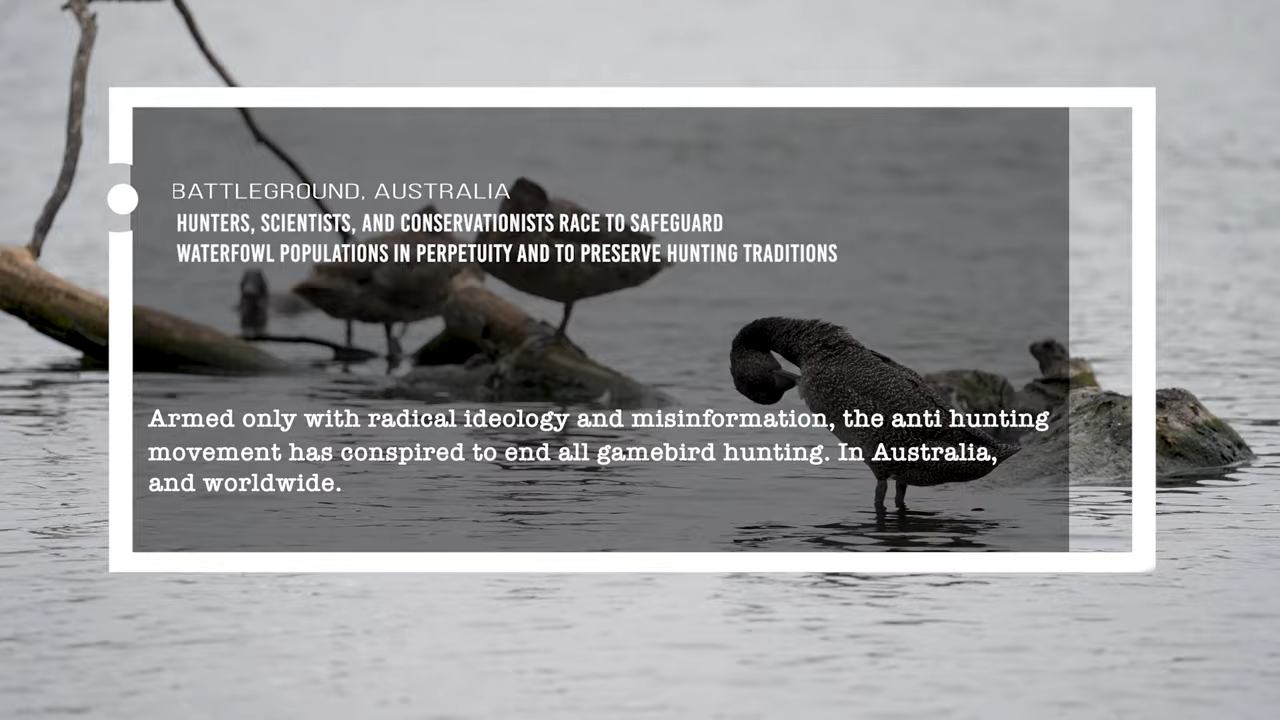 BATTLEGROUND, AUSTRALIA
HUNTERS, SCIENTISTS, AND CONSERVATIONISTS RACE TO SAFEGUARD
WATERFOWL POPULATIONS IN PERPETUITY AND TO PRESERVE HUNTING TRADITIONS
Armed only with radical ideology and misinformation, the anti hunting
movement has conspired to end all gamebird hunting. In Australia,
and worldwide.